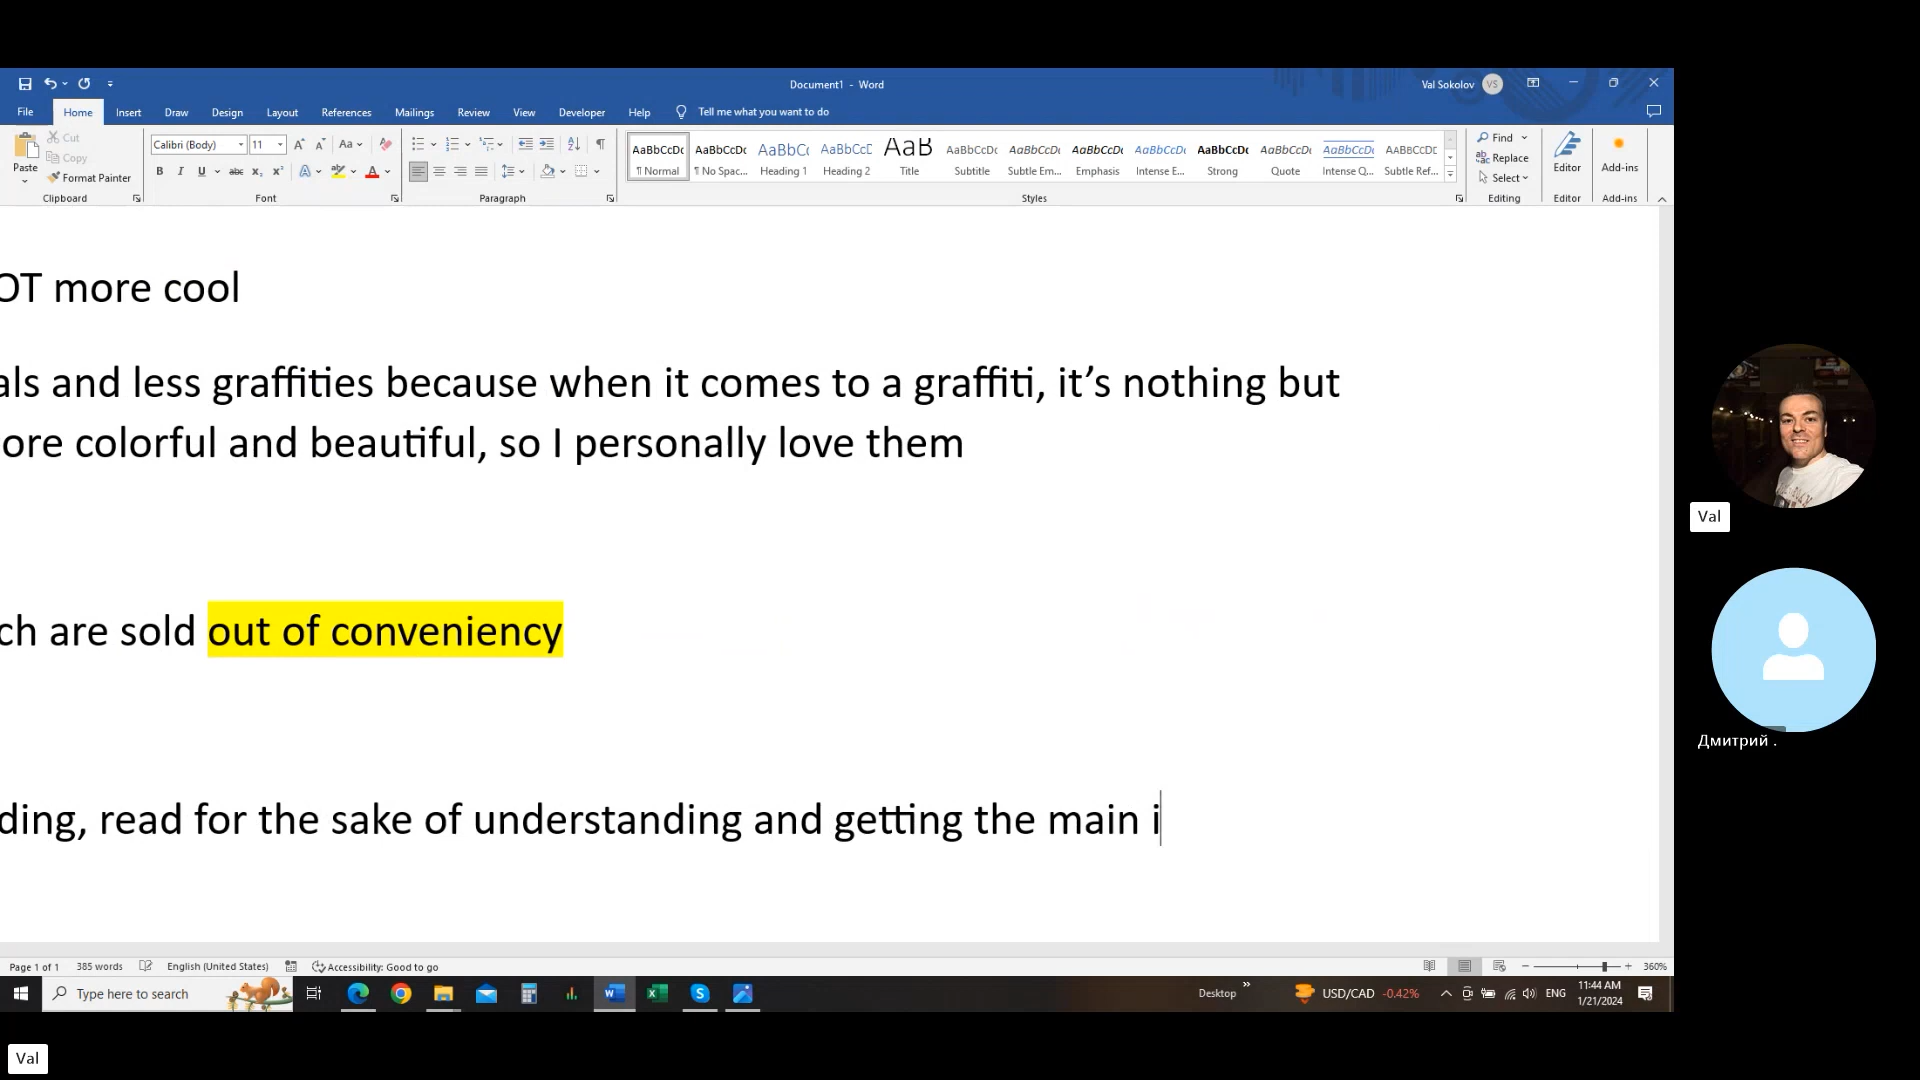 Document1 - Word
Val Sokolov VS
File Home Insert Draw Design Layout References Mailings Review View Developer Help Tell me what you want to do
Paste Cut Copy Format Painter
Calibri (Body) 11
AaBbCcDc AaBbCcDc AaBbCc AaBbCcC AaB AaBbCcDc AaBbCcDc AaBbCcDc AaBbCcDc AaBbCcDc AaBbCcDc AaBbCcDc AABBCCDC
¶ Normal ¶ No Spac... Heading 1 Heading 2 Title Subtitle Subtle Em... Emphasis Intense E... Strong Quote Intense Q... Subtle Ref...
Find Replace Select
Editor Add-ins
Clipboard Font Paragraph Styles Editing Editor Add-ins
OT more cool
als and less graffities because when it comes to a graffiti, it’s nothing but
ore colorful and beautiful, so I personally love them
ch are sold out of conveniency
ding, read for the sake of understanding and getting the main i
Val
Дмитрий .
Page 1 of 1 385 words English (United States) Accessibility: Good to go 360%
Type here to search Desktop USD/CAD -0.42% ENG 11:44 AM
1/21/2024
Val